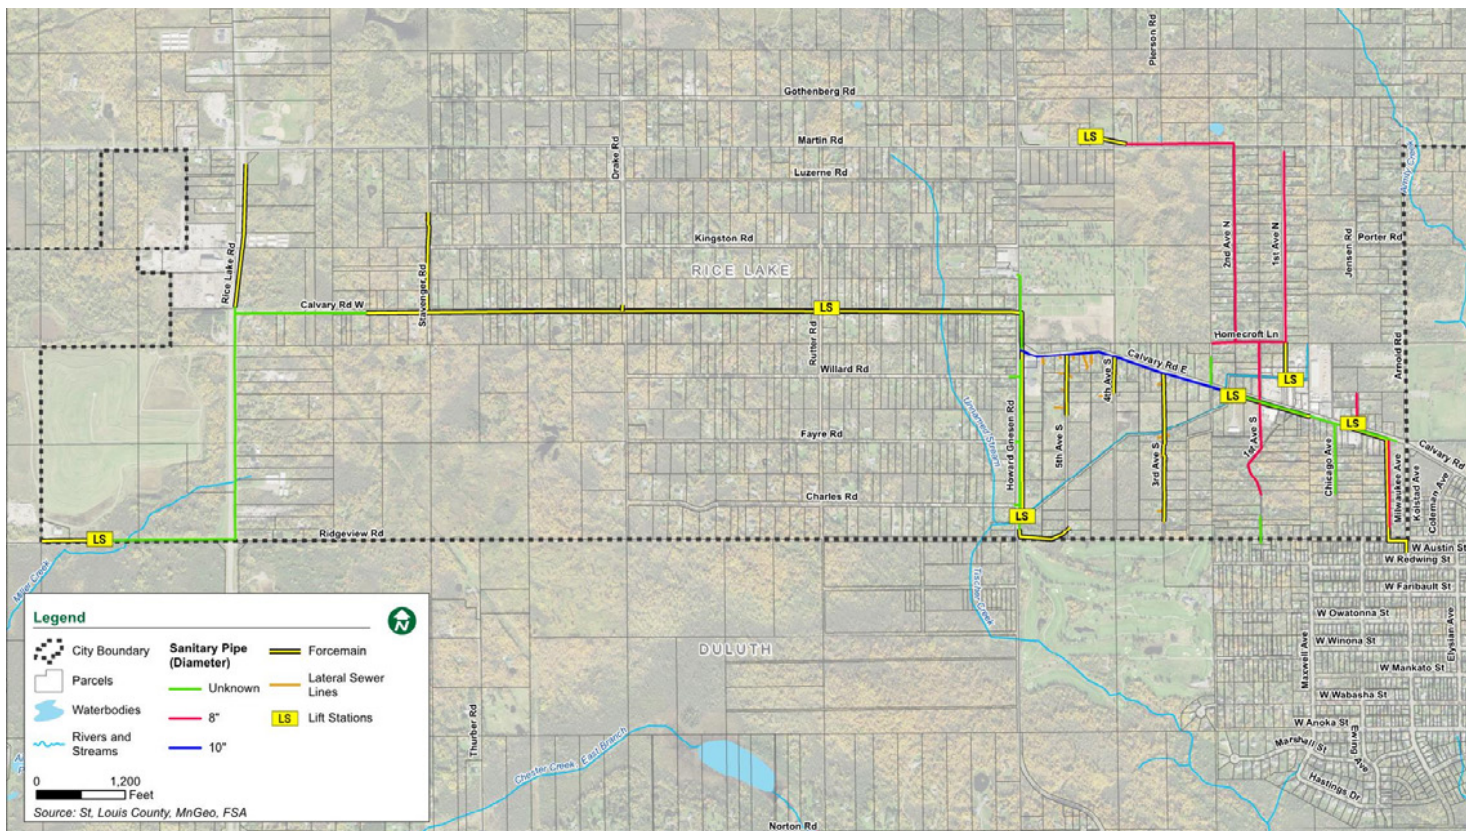 Pierson Rd
Gothenberg Rd
Martin Rd
LS
Drake Rd
Luzerne Rd
Amity Creek
Rice Lake Rd
Stavenger Rd
Kingston Rd
RICE LAKE
2nd Ave N
1st Ave N
Jensen Rd
Porter Rd
Calvary Rd W
LS
Rutter Rd
Willard Rd
Homecroft Ln
Calvary Rd E
4th Ave S
LS
LS
Arnold Rd
Unnamed Stream
Howard Gnesen Rd
Fayre Rd
5th Ave S
3rd Ave S
1st Ave S
LS
Chicago Ave
Calvary Rd
Milwaukee Ave
Kolstad Ave
Coleman Ave
Charles Rd
LS
LS
Ridgeview Rd
W Austin St
W Redwing St
Miller Creek
Tischer Creek
W Faribault St
W Owatonna St
W Winona St
Elysian Ave
Maxwell Ave
W Mankato St
W Wabasha St
W Anoka St
Ewing Ave
Marshall St
Hastings Dr
DULUTH
Thurber Rd
Chester Creek, East Branch
Norton Rd
Legend
N
City Boundary
Parcels
Waterbodies
Rivers and
Streams
Sanitary Pipe
(Diameter)
Unknown
8"
10"
Forcemain
Lateral Sewer
Lines
LS Lift Stations
0 1,200
Feet
Source: St, Louis County, MnGeo, FSA